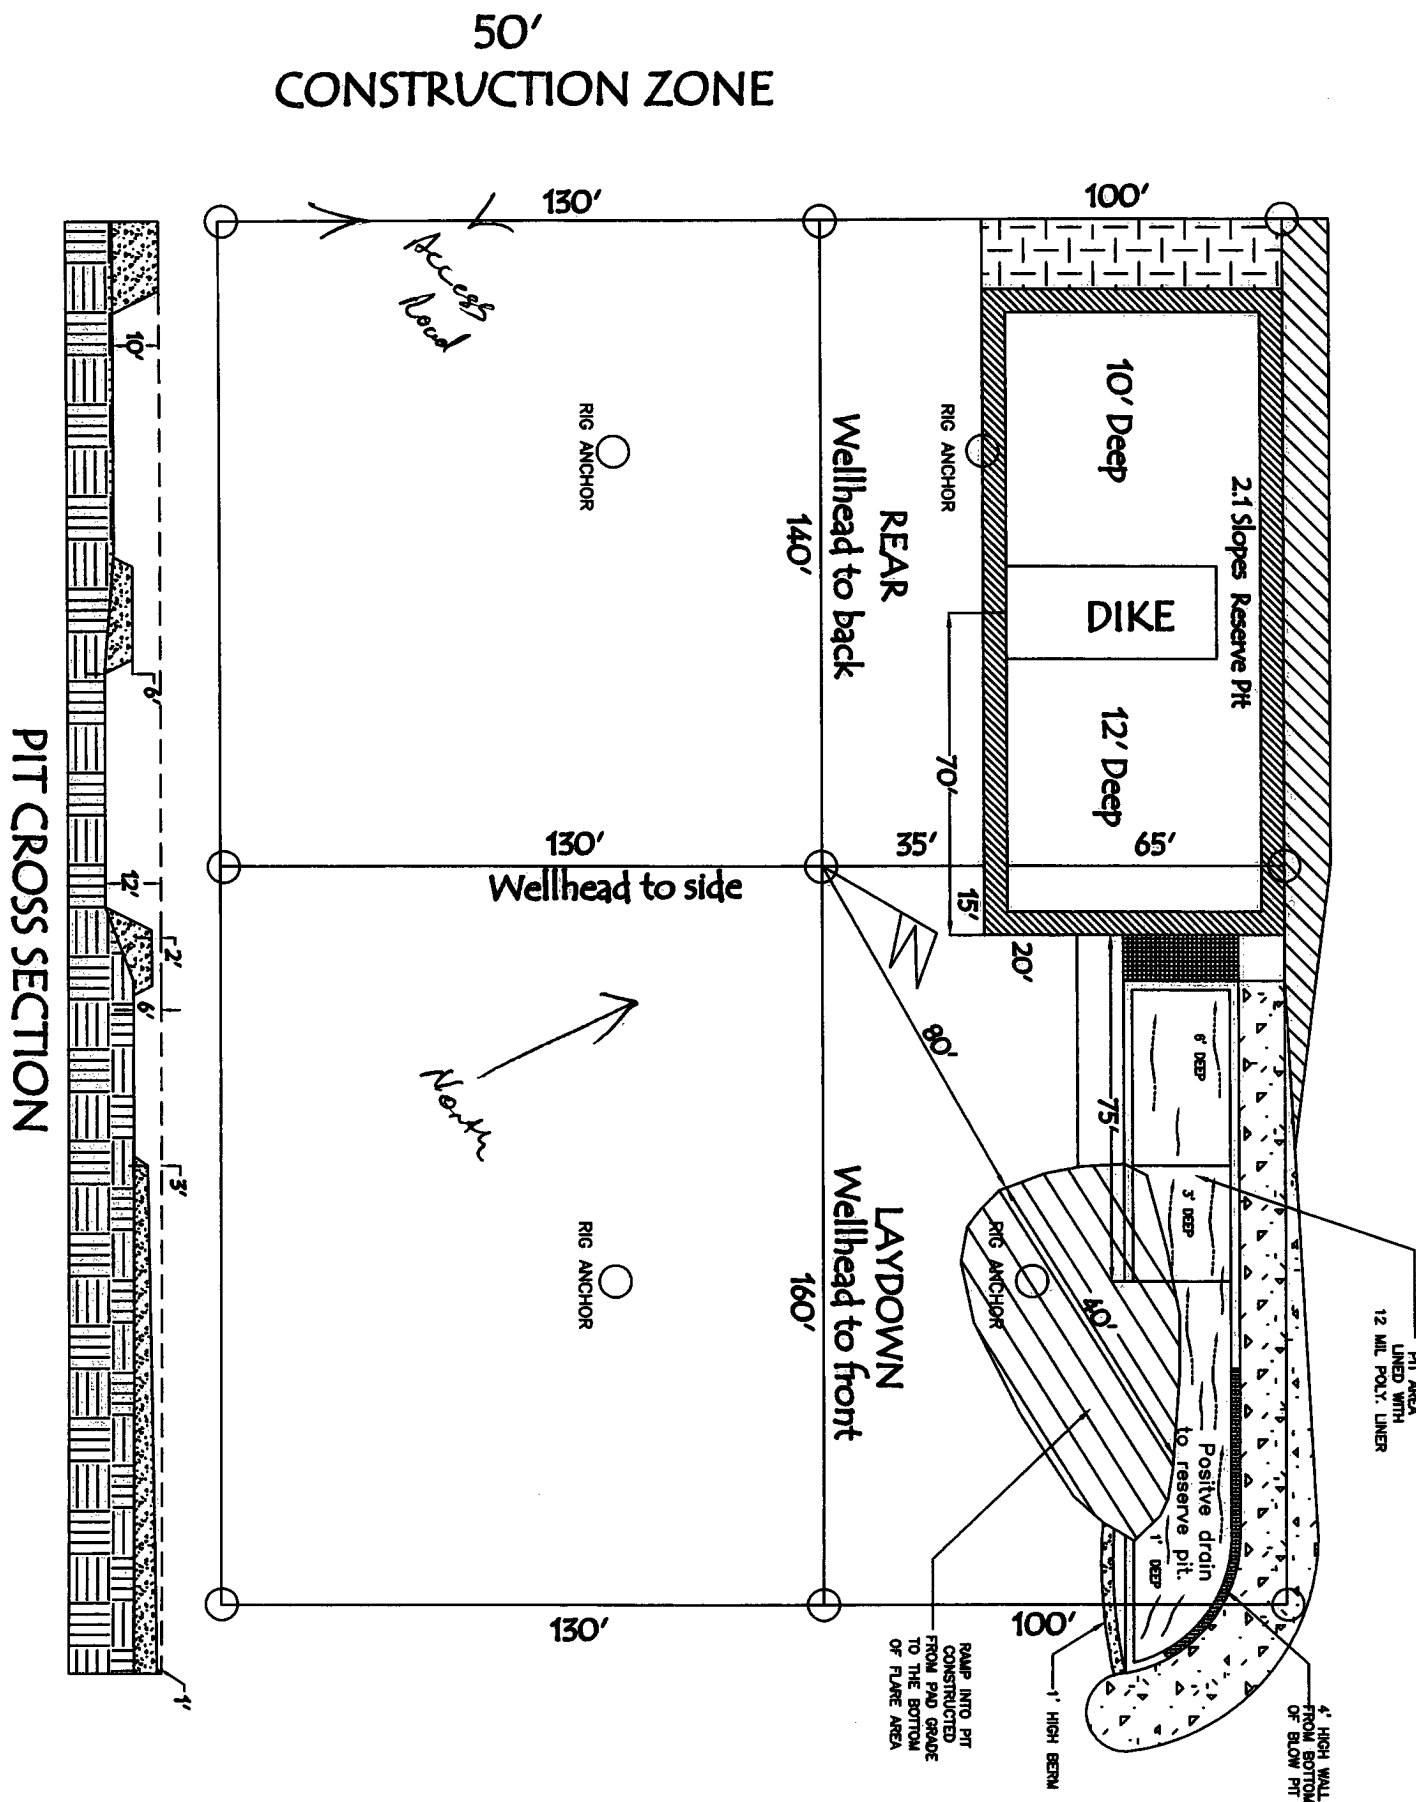 50'
CONSTRUCTION ZONE
130'
100'
Access
Road
10'
RIG ANCHOR
RIG ANCHOR
REAR
Wellhead to back
140'
10' Deep
2.1 Slopes Reserve Pit
DIKE
12' Deep
70'
6'
PIT CROSS SECTION
130'
Wellhead to side
35'
65'
15'
20'
12'
2'
6'
3'
1'
80'
75'
6' DEEP
3' DEEP
North
LAYDOWN
Wellhead to front
160'
RIG ANCHOR
RIG ANCHOR
40'
PIT AREA
LINED WITH
12 MIL POLY. LINER
Positve drain
to reserve pit.
1' DEEP
130'
100'
RAMP INTO PIT
CONSTRUCTED
FROM PAD GRADE
TO THE BOTTOM
OF FLARE AREA
1' HIGH BERM
4' HIGH WALL
FROM BOTTOM
OF BLOW PIT